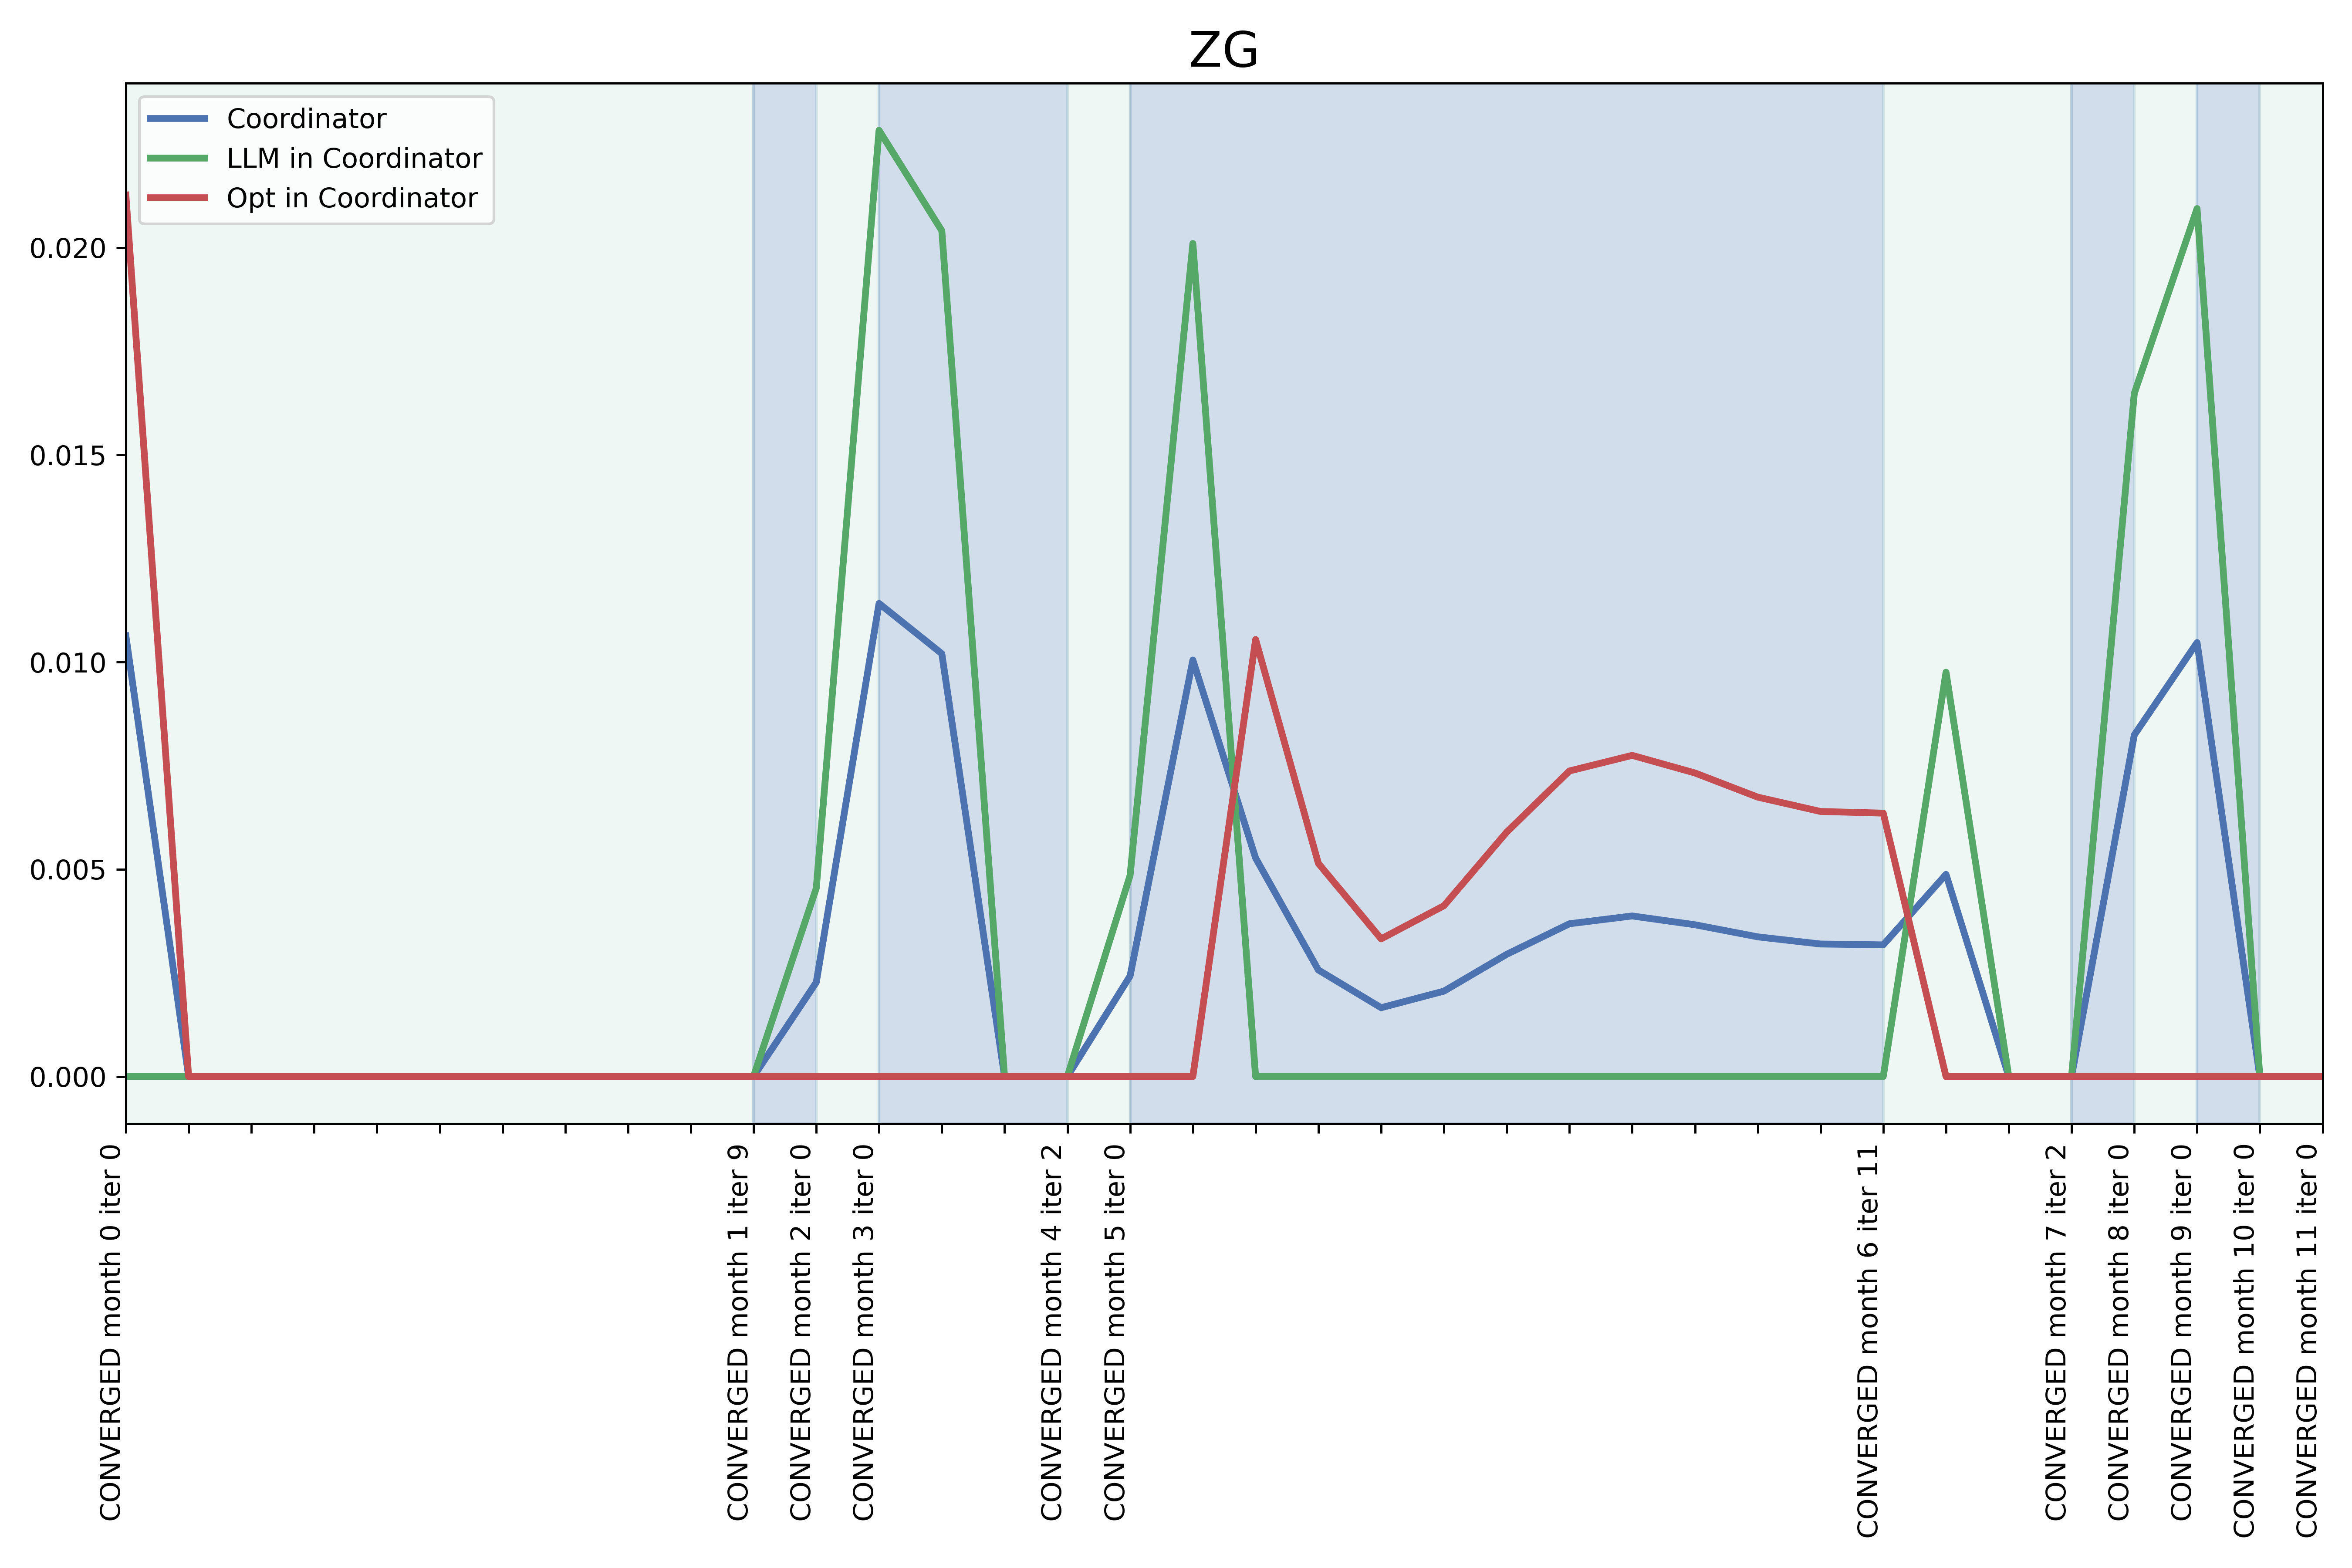 ZG
Coordinator
LLM in Coordinator
Opt in Coordinator
0.020
0.015
0.010
0.005
0.000
CONVERGED month 0 iter 0
CONVERGED month 1 iter 9
CONVERGED month 2 iter 0
CONVERGED month 3 iter 0
CONVERGED month 4 iter 2
CONVERGED month 5 iter 0
CONVERGED month 6 iter 11
CONVERGED month 7 iter 2
CONVERGED month 8 iter 0
CONVERGED month 9 iter 0
CONVERGED month 10 iter 0
CONVERGED month 11 iter 0